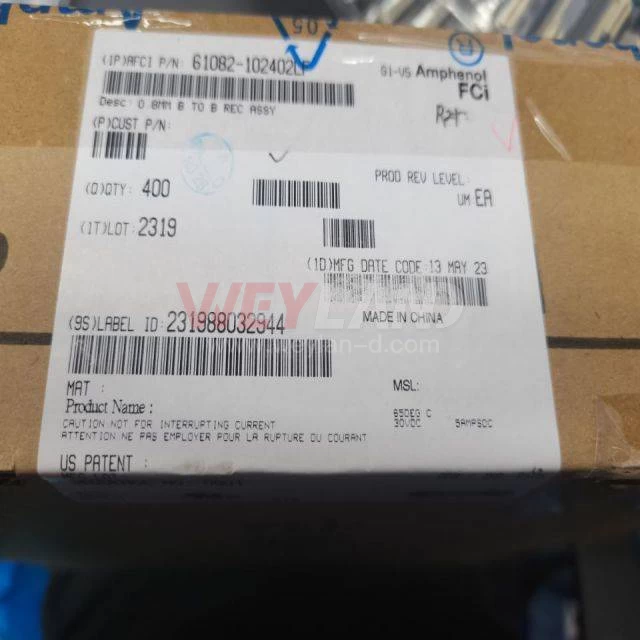 (1P)AFCI P/N: 61082-102402LF
G1-VS Amphenol
FCi
Desc: 0.8MM B TO B REC ASSY
(P)CUST P/N:
PROD REV LEVEL:
(Q)QTY: 400
UM EA
(1T)LOT: 2319
(1D)MFG DATE CODE: 13 MAY 23
WEYLAND
MADE IN CHINA
(9S)LABEL ID: 231988032944
MAT :
MSL:
Product Name :
CAUTION NOT FOR INTERRUPTING CURRENT
ATTENTION NE PAS EMPLOYER POUR LA RUPTURE DU COURANT
65DEG C
30VDC 5AMPSDC
US PATENT :